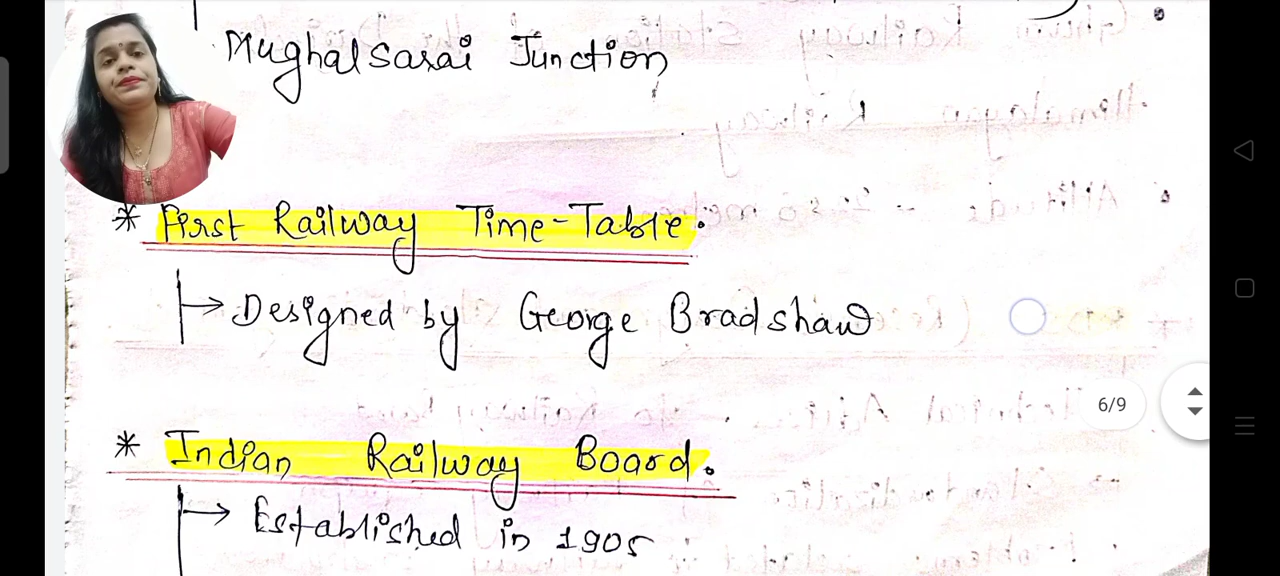 Mughalsarai Junction
* First Railway Time-Table.
→ Designed by George Bradshaw
6/9
* Indian Railway Board.
→ Established in 1905